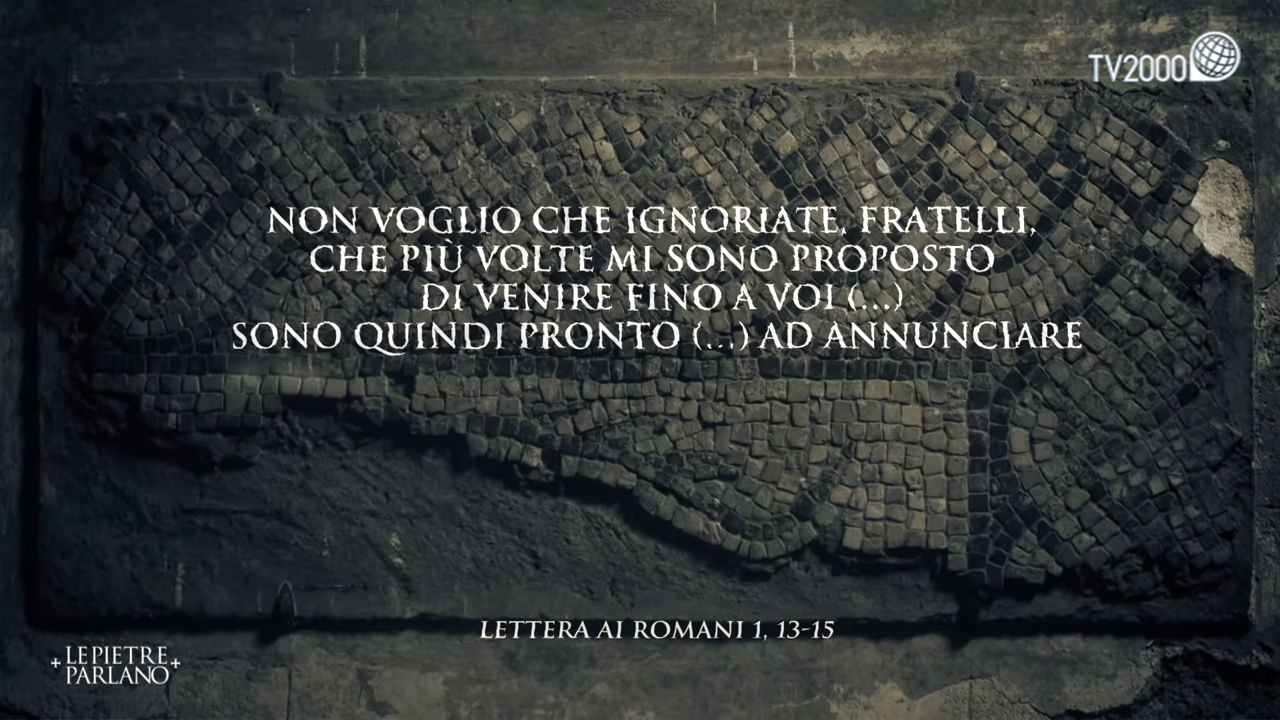 TV2000
NON VOGLIO CHE IGNORIATE, FRATELLI,
CHE PIÙ VOLTE MI SONO PROPOSTO
DI VENIRE FINO A VOI (...)
SONO QUINDI PRONTO (...) AD ANNUNCIARE
LETTERA AI ROMANI 1, 13-15
+ LE PIETRE +
PARLANO